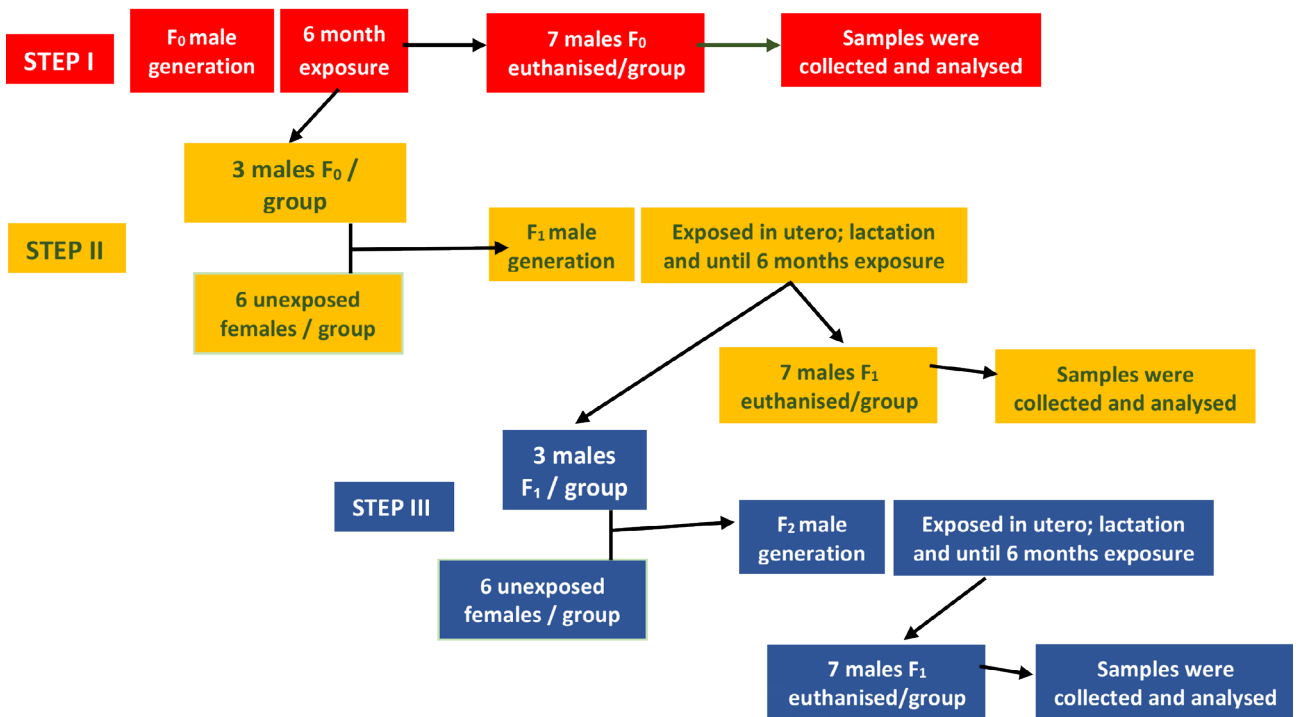 STEP I
F₀ male
generation
6 month
exposure
7 males F₀
euthanised/group
Samples were
collected and analysed
3 males F₀ /
group
STEP II
F₁ male
generation
Exposed in utero; lactation
and until 6 months exposure
6 unexposed
females / group
7 males F₁
euthanised/group
Samples were
collected and analysed
3 males
F₁ / group
STEP III
F₂ male
generation
Exposed in utero; lactation
and until 6 months exposure
6 unexposed
females / group
7 males F₁
euthanised/group
Samples were
collected and analysed